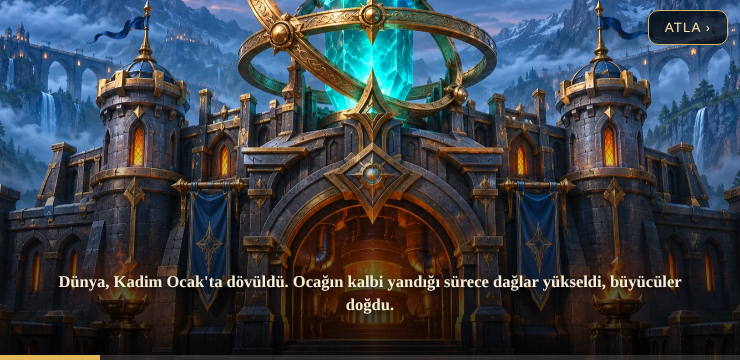 ATLA ›
Dünya, Kadim Ocak'ta dövüldü. Ocağın kalbi yandığı sürece dağlar yükseldi, büyücüler
doğdu.